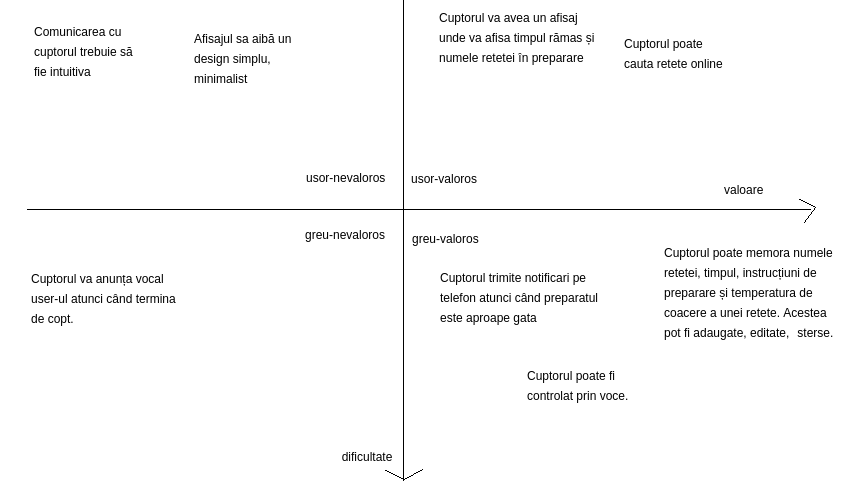 Comunicarea cu
cuptorul trebuie să
fie intuitiva
Afisajul sa aibă un
design simplu,
minimalist
Cuptorul va avea un afisaj
unde va afisa timpul rămas și
numele retetei în preparare
Cuptorul poate
cauta retete online
usor-nevaloros
usor-valoros
valoare
greu-nevaloros
greu-valoros
Cuptorul va anunța vocal
user-ul atunci când termina
de copt.
Cuptorul trimite notificari pe
telefon atunci când preparatul
este aproape gata
Cuptorul poate memora numele
retetei, timpul, instrucțiuni de
preparare și temperatura de
coacere a unei retete. Acestea
pot fi adaugate, editate, sterse.
Cuptorul poate fi
controlat prin voce.
dificultate